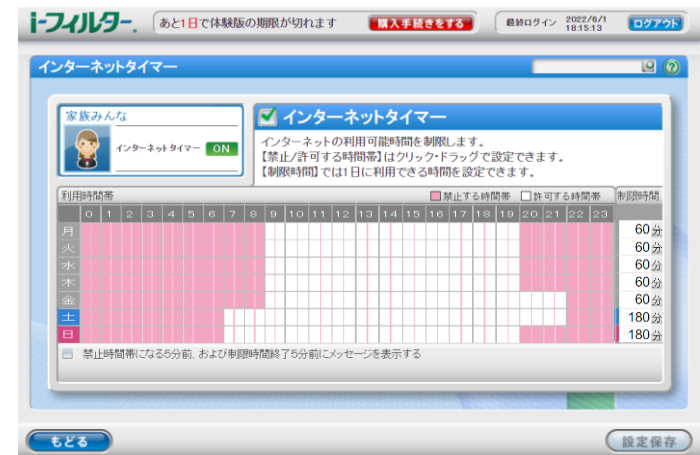 i-フィルター.
あと1日で体験版の期限が切れます
購入手続きをする
最終ログイン 2022/6/1 18:15:13
ログアウト
インターネットタイマー
?
家族みんな
インターネットタイマー ON
インターネットタイマー
インターネットの利用可能時間を制限します。
【禁止/許可する時間帯】はクリック・ドラッグで設定できます。
【制限時間】では1日に利用できる時間を設定できます。
利用時間帯 禁止する時間帯 許可する時間帯 制限時間
0 1 2 3 4 5 6 7 8 9 10 11 12 13 14 15 16 17 18 19 20 21 22 23
月 60分
火 60分
水 60分
木 60分
金 60分
土 180分
日 180分
禁止時間帯になる5分前、および制限時間終了5分前にメッセージを表示する
もどる
設定保存